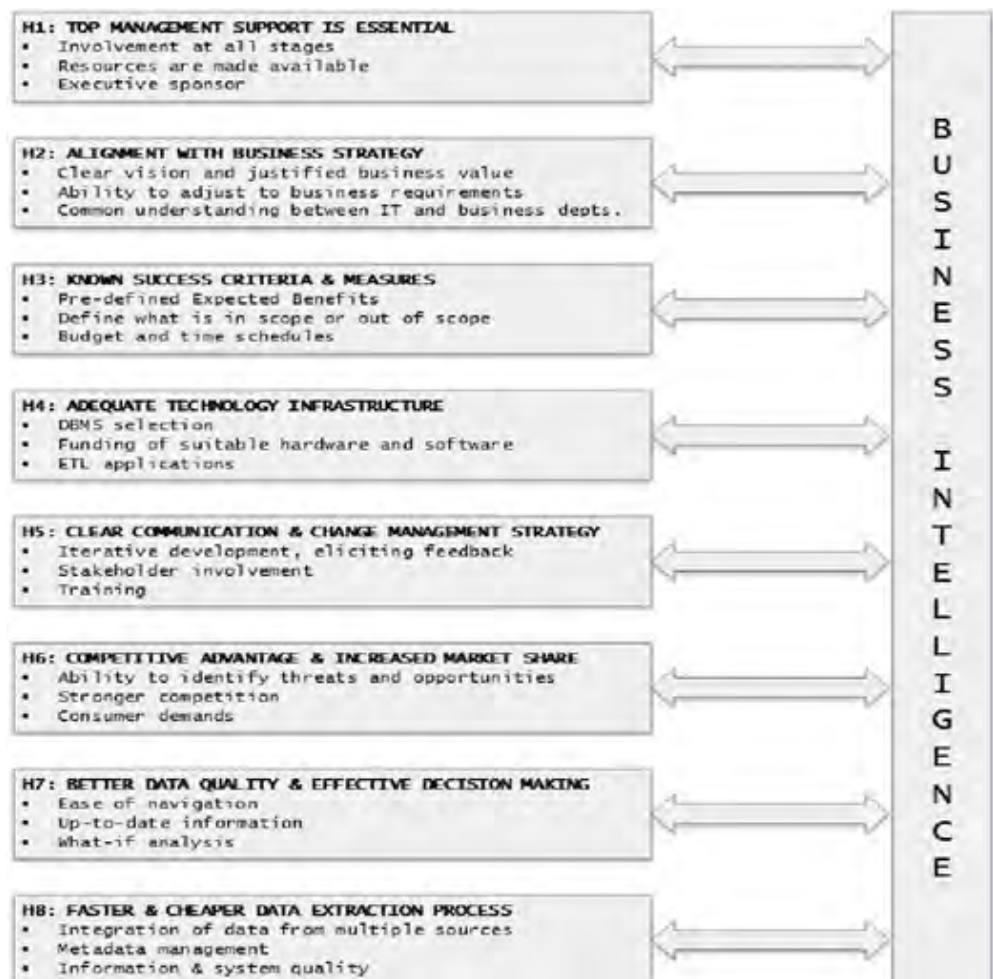 H1: TOP MANAGEMENT SUPPORT IS ESSENTIAL
• Involvement at all stages
• Resources are made available
• Executive sponsor
H2: ALIGNMENT WITH BUSINESS STRATEGY
• Clear vision and justified business value
• Ability to adjust to business requirements
• Common understanding between IT and business depts.
H3: KNOWN SUCCESS CRITERIA & MEASURES
• Pre-defined Expected Benefits
• Define what is in scope or out of scope
• Budget and time schedules
H4: ADEQUATE TECHNOLOGY INFRASTRUCTURE
• DBMS selection
• Funding of suitable hardware and software
• ETL applications
H5: CLEAR COMMUNICATION & CHANGE MANAGEMENT STRATEGY
• Iterative development, eliciting feedback
• Stakeholder involvement
• Training
H6: COMPETITIVE ADVANTAGE & INCREASED MARKET SHARE
• Ability to identify threats and opportunities
• Stronger competition
• Consumer demands
H7: BETTER DATA QUALITY & EFFECTIVE DECISION MAKING
• Ease of navigation
• Up-to-date information
• What-if analysis
H8: FASTER & CHEAPER DATA EXTRACTION PROCESS
• Integration of data from multiple sources
• Metadata management
• Information & system quality
BUSINESS INTELLIGENCE